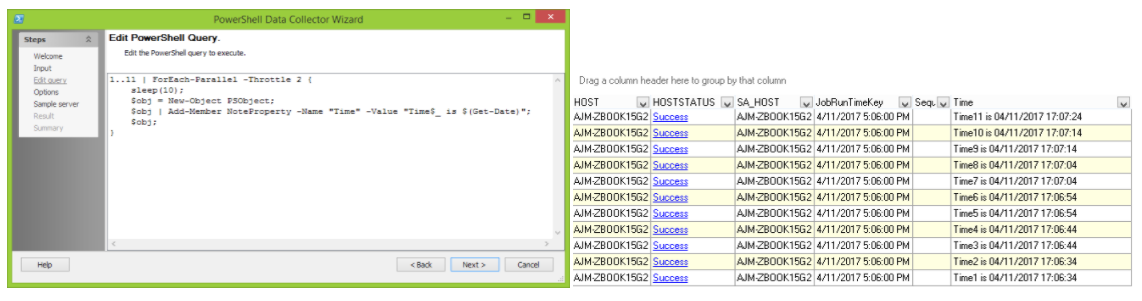 PowerShell Data Collector Wizard
Steps
Welcome
Input
Edit query
Options
Sample server
Result
Summary
Edit PowerShell Query.
Edit the PowerShell query to execute.
1..11 | ForEach-Parallel -Throttle 2 {
sleep(10);
$obj = New-Object PSObject;
$obj | Add-Member NoteProperty -Name "Time" -Value "Time$_ is $(Get-Date)";
$obj;
}
Help
< Back
Next >
Cancel
Drag a column header here to group by that column
HOST HOSTSTATUS SA_HOST JobRunTimeKey Sequ Time
AJM-ZBOOK15G2 Success AJM-ZBOOK15G2 4/11/2017 5:06:00 PM Time11 is 04/11/2017 17:07:24
AJM-ZBOOK15G2 Success AJM-ZBOOK15G2 4/11/2017 5:06:00 PM Time10 is 04/11/2017 17:07:14
AJM-ZBOOK15G2 Success AJM-ZBOOK15G2 4/11/2017 5:06:00 PM Time9 is 04/11/2017 17:07:14
AJM-ZBOOK15G2 Success AJM-ZBOOK15G2 4/11/2017 5:06:00 PM Time8 is 04/11/2017 17:07:04
AJM-ZBOOK15G2 Success AJM-ZBOOK15G2 4/11/2017 5:06:00 PM Time7 is 04/11/2017 17:07:04
AJM-ZBOOK15G2 Success AJM-ZBOOK15G2 4/11/2017 5:06:00 PM Time6 is 04/11/2017 17:06:54
AJM-ZBOOK15G2 Success AJM-ZBOOK15G2 4/11/2017 5:06:00 PM Time5 is 04/11/2017 17:06:54
AJM-ZBOOK15G2 Success AJM-ZBOOK15G2 4/11/2017 5:06:00 PM Time4 is 04/11/2017 17:06:44
AJM-ZBOOK15G2 Success AJM-ZBOOK15G2 4/11/2017 5:06:00 PM Time3 is 04/11/2017 17:06:44
AJM-ZBOOK15G2 Success AJM-ZBOOK15G2 4/11/2017 5:06:00 PM Time2 is 04/11/2017 17:06:34
AJM-ZBOOK15G2 Success AJM-ZBOOK15G2 4/11/2017 5:06:00 PM Time1 is 04/11/2017 17:06:34